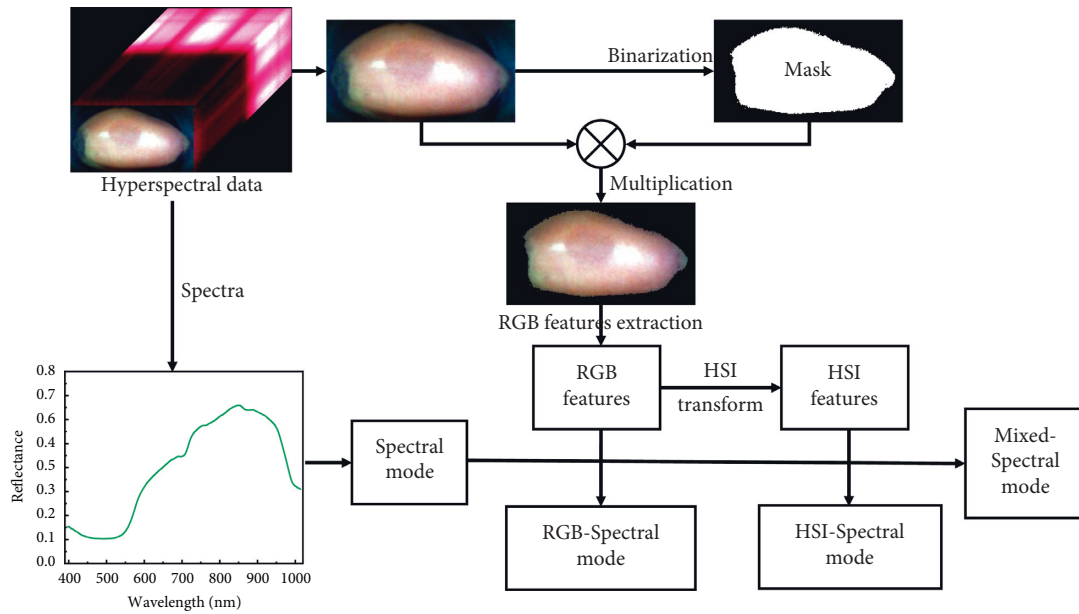 Hyperspectral data
Binarization
Mask
Multiplication
Spectra
RGB features extraction
RGB
features
HSI
transform
HSI
features
0.8
0.7
0.6
0.4
0.5
0.3
0.2
0.1
0.0
Reflectance
400 500 600 700 800 900 1000
Wavelength (nm)
Spectral
mode
Mixed-
Spectral
mode
RGB-Spectral
mode
HSI-Spectral
mode